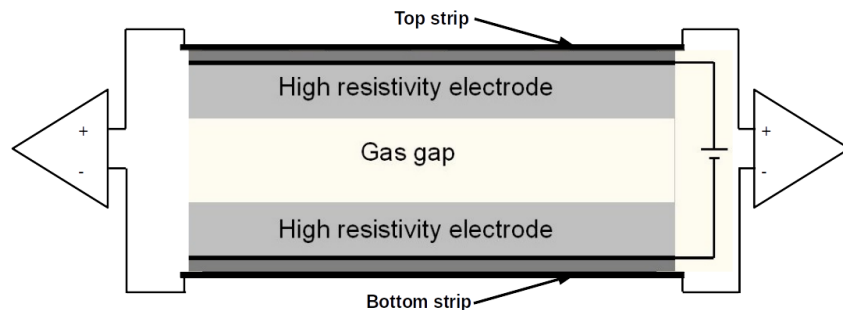 Top strip
High resistivity electrode
+
+
Gas gap
-
-
High resistivity electrode
Bottom strip